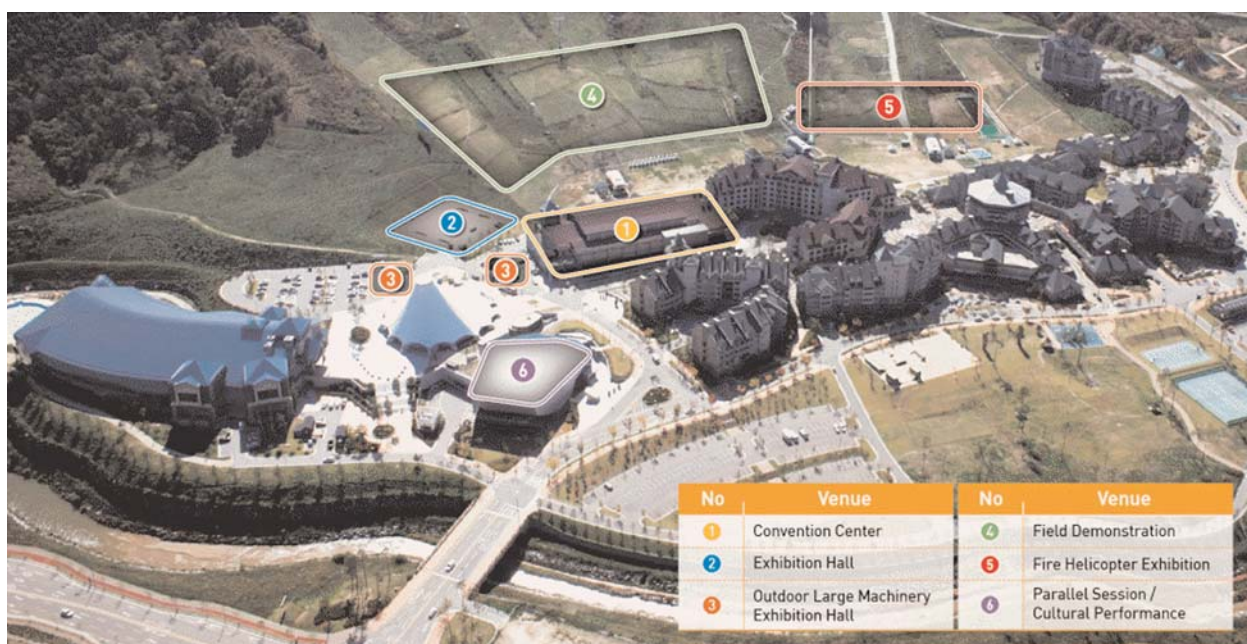 4
5
2
1
3
3
6
No Venue
1 Convention Center
2 Exhibition Hall
3 Outdoor Large Machinery
Exhibition Hall
No Venue
4 Field Demonstration
5 Fire Helicopter Exhibition
6 Parallel Session /
Cultural Performance